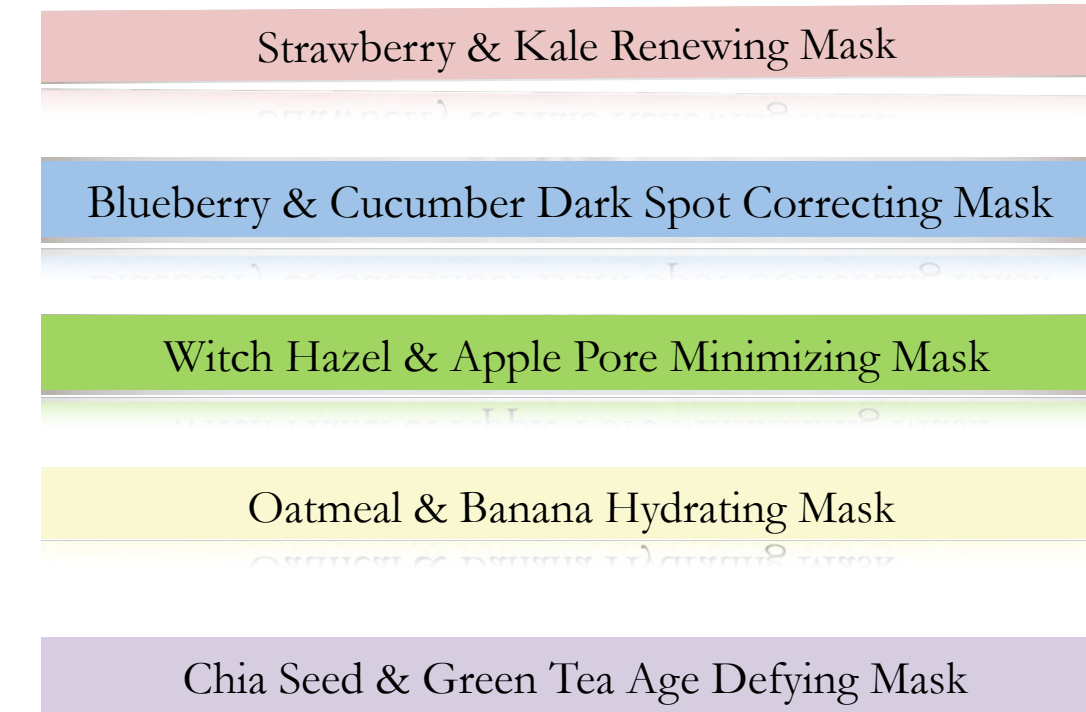 Strawberry & Kale Renewing Mask
Blueberry & Cucumber Dark Spot Correcting Mask
Witch Hazel & Apple Pore Minimizing Mask
Oatmeal & Banana Hydrating Mask
Chia Seed & Green Tea Age Defying Mask